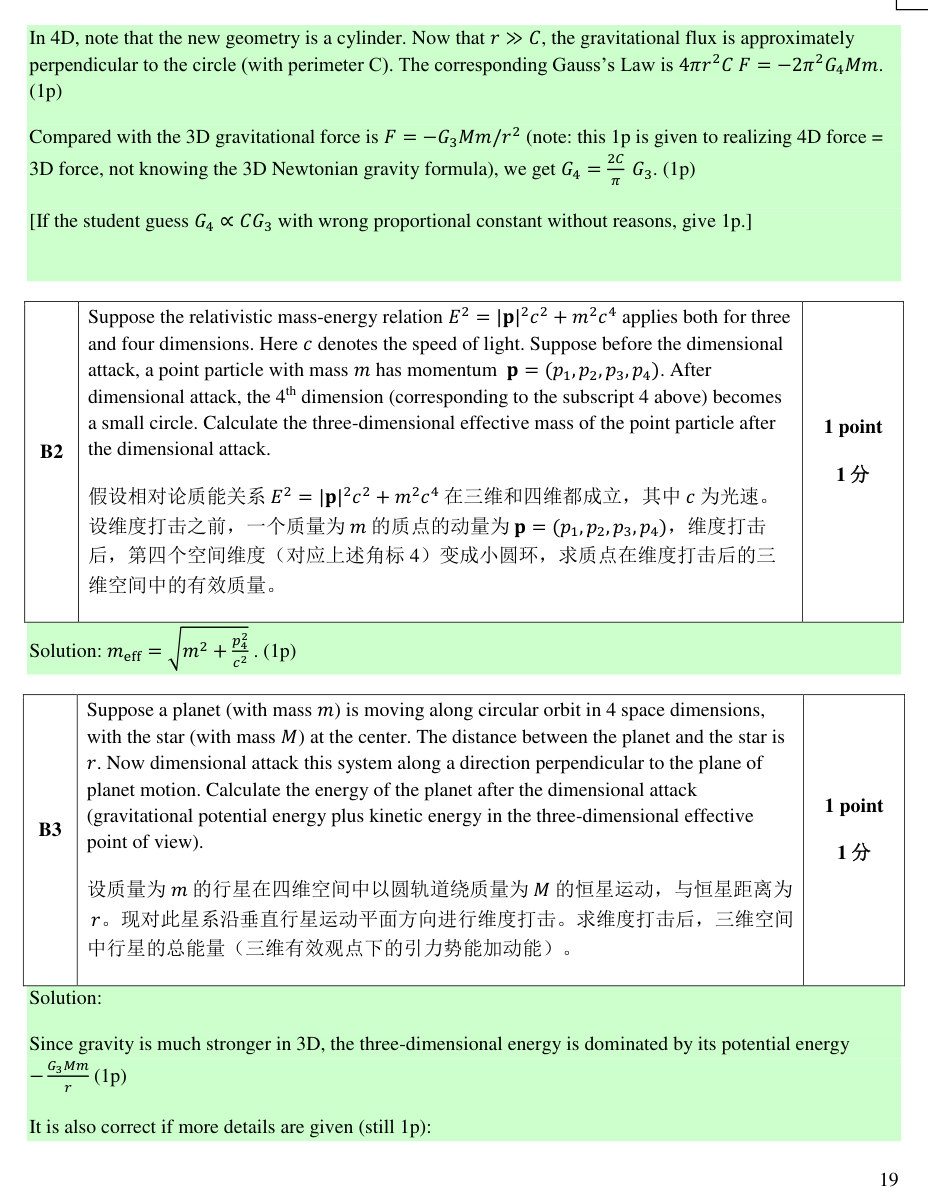 In 4D, note that the new geometry is a cylinder. Now that r ≫ C, the gravitational flux is approximately
perpendicular to the circle (with perimeter C). The corresponding Gauss's Law is 4πr²C F = −2π²G₄Mm.
(1p)
Compared with the 3D gravitational force is F = −G₃Mm/r² (note: this 1p is given to realizing 4D force =
3D force, not knowing the 3D Newtonian gravity formula), we get G₄ = 2C/π G₃. (1p)
[If the student guess G₄ ∝ CG₃ with wrong proportional constant without reasons, give 1p.]
B2
Suppose the relativistic mass-energy relation E² = |p|²c² + m²c⁴ applies both for three
and four dimensions. Here c denotes the speed of light. Suppose before the dimensional
attack, a point particle with mass m has momentum p = (p₁, p₂, p₃, p₄). After
dimensional attack, the 4th dimension (corresponding to the subscript 4 above) becomes
a small circle. Calculate the three-dimensional effective mass of the point particle after
the dimensional attack.
假设相对论质能关系 E² = |p|²c² + m²c⁴ 在三维和四维都成立，其中 c 为光速。
设维度打击之前，一个质量为 m 的质点的动量为 p = (p₁, p₂, p₃, p₄)，维度打击
后，第四个空间维度（对应上述角标 4）变成小圆环，求质点在维度打击后的三
维空间中的有效质量。
1 point
1 分
Solution: m_eff = √(m² + p₄²/c²) . (1p)
B3
Suppose a planet (with mass m) is moving along circular orbit in 4 space dimensions,
with the star (with mass M) at the center. The distance between the planet and the star is
r. Now dimensional attack this system along a direction perpendicular to the plane of
planet motion. Calculate the energy of the planet after the dimensional attack
(gravitational potential energy plus kinetic energy in the three-dimensional effective
point of view).
设质量为 m 的行星在四维空间中以圆轨道绕质量为 M 的恒星运动，与恒星距离为
r。现对此星系沿垂直行星运动平面方向进行维度打击。求维度打击后，三维空间
中行星的总能量（三维有效观点下的引力势能加动能）。
1 point
1 分
Solution:
Since gravity is much stronger in 3D, the three-dimensional energy is dominated by its potential energy
−G₃Mm/r (1p)
It is also correct if more details are given (still 1p):
19